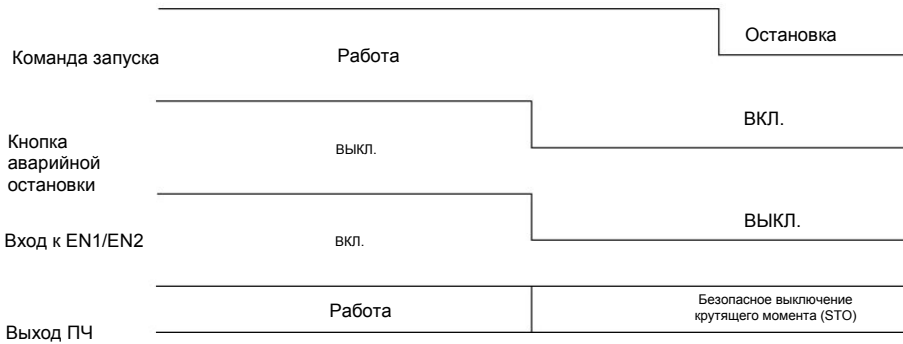 Остановка
Команда запуска
Работа
ВКЛ.
Кнопка
аварийной
остановки
ВЫКЛ.
ВЫКЛ.
Вход к EN1/EN2
ВКЛ.
Работа
Безопасное выключение
крутящего момента (STO)
Выход ПЧ